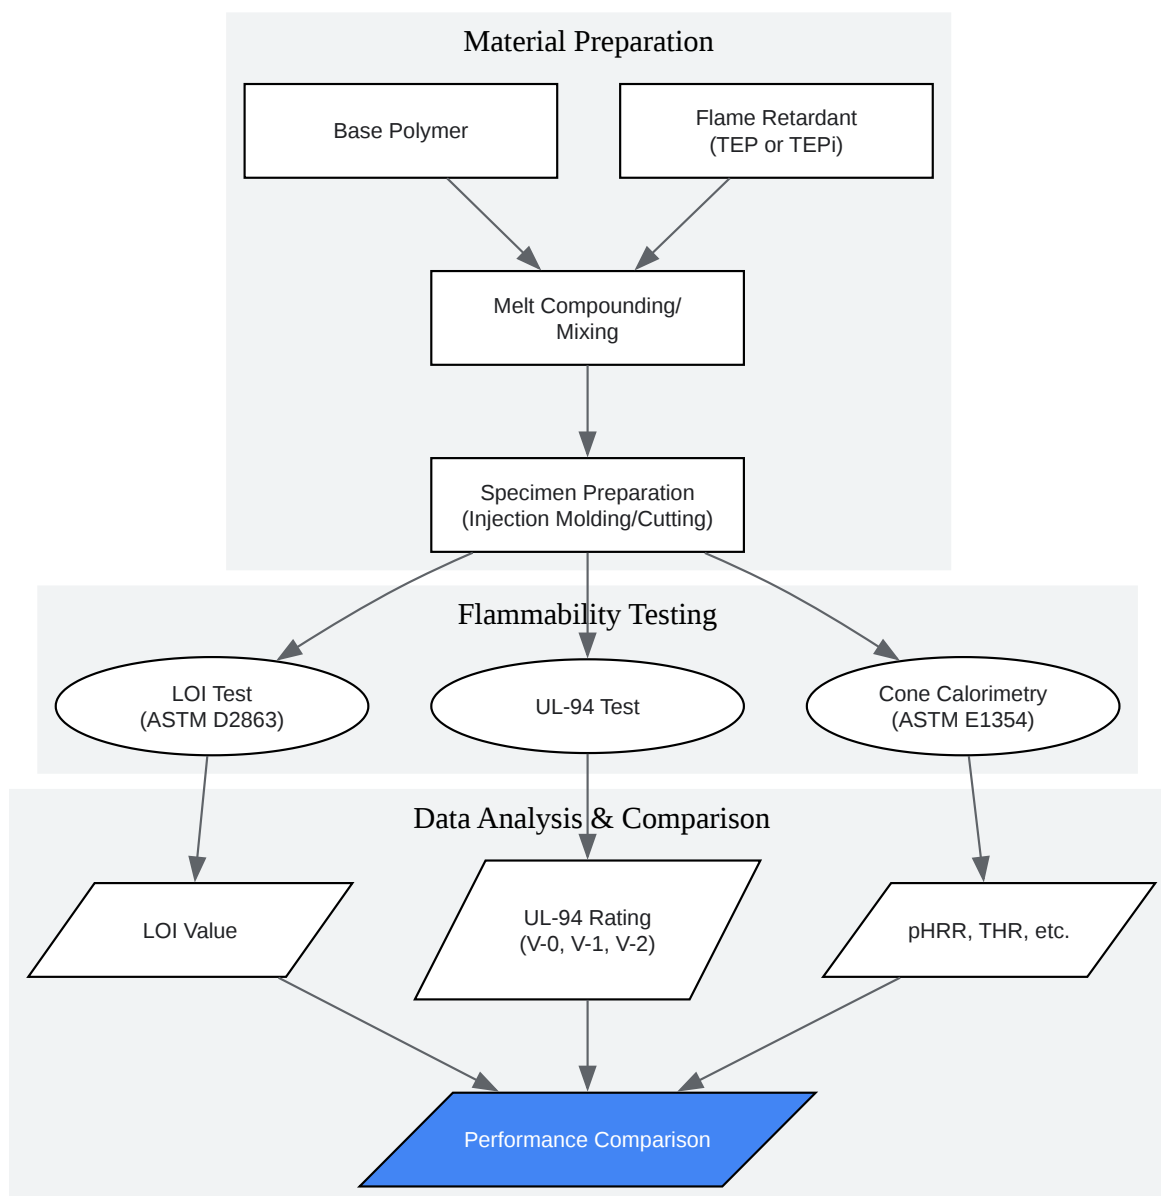 Material Preparation
Base Polymer
Flame Retardant
(TEP or TEPi)
Melt Compounding/
Mixing
Specimen Preparation
(Injection Molding/Cutting)
Flammability Testing
LOI Test
(ASTM D2863)
UL-94 Test
Cone Calorimetry
(ASTM E1354)
Data Analysis & Comparison
LOI Value
UL-94 Rating
(V-0, V-1, V-2)
pHRR, THR, etc.
Performance Comparison